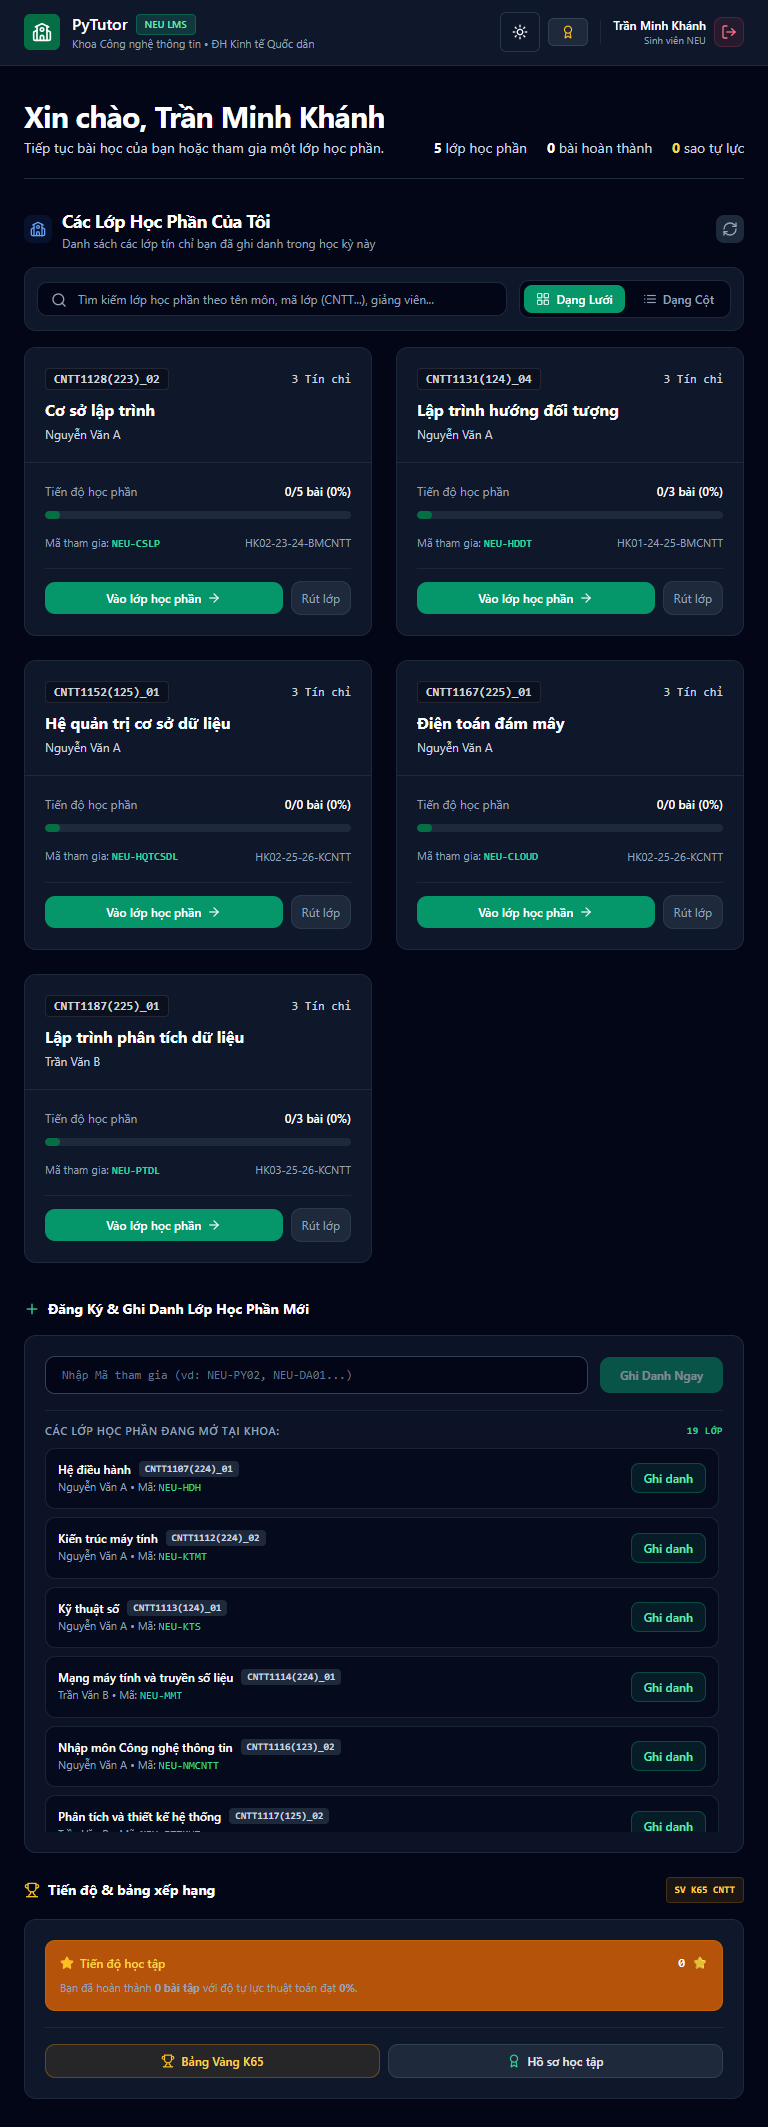 PyTutor NEU LMS
Khoa Công nghệ thông tin • ĐH Kinh tế Quốc dân
Trần Minh Khánh
Sinh viên NEU
Xin chào, Trần Minh Khánh
Tiếp tục bài học của bạn hoặc tham gia một lớp học phần.
5 lớp học phần 0 bài hoàn thành 0 sao tự lực
Các Lớp Học Phần Của Tôi
Danh sách các lớp tín chỉ bạn đã ghi danh trong học kỳ này
Tìm kiếm lớp học phần theo tên môn, mã lớp (CNTT...), giảng viên...
Dạng Lưới Dạng Cột
CNTT1128(223)_02 3 Tín chỉ
Cơ sở lập trình
Nguyễn Văn A
Tiến độ học phần 0/5 bài (0%)
Mã tham gia: NEU-CSLP HK02-23-24-BMCNTT
Vào lớp học phần → Rút lớp
CNTT1131(124)_04 3 Tín chỉ
Lập trình hướng đối tượng
Nguyễn Văn A
Tiến độ học phần 0/3 bài (0%)
Mã tham gia: NEU-HDDT HK01-24-25-BMCNTT
Vào lớp học phần → Rút lớp
CNTT1152(125)_01 3 Tín chỉ
Hệ quản trị cơ sở dữ liệu
Nguyễn Văn A
Tiến độ học phần 0/0 bài (0%)
Mã tham gia: NEU-HQTCSDL HK02-25-26-KCNTT
Vào lớp học phần → Rút lớp
CNTT1167(225)_01 3 Tín chỉ
Điện toán đám mây
Nguyễn Văn A
Tiến độ học phần 0/0 bài (0%)
Mã tham gia: NEU-CLOUD HK02-25-26-KCNTT
Vào lớp học phần → Rút lớp
CNTT1187(225)_01 3 Tín chỉ
Lập trình phân tích dữ liệu
Trần Văn B
Tiến độ học phần 0/3 bài (0%)
Mã tham gia: NEU-PTDL HK03-25-26-KCNTT
Vào lớp học phần → Rút lớp
Đăng Ký & Ghi Danh Lớp Học Phần Mới
Nhập Mã tham gia (vd: NEU-PY02, NEU-DA01...) Ghi Danh Ngay
CÁC LỚP HỌC PHẦN ĐANG MỞ TẠI KHOA: 19 LỚP
Hệ điều hành CNTT1107(224)_01
Nguyễn Văn A • Mã: NEU-HDH
Ghi danh
Kiến trúc máy tính CNTT1112(224)_02
Nguyễn Văn A • Mã: NEU-KTMT
Ghi danh
Kỹ thuật số CNTT1113(124)_01
Nguyễn Văn A • Mã: NEU-KTS
Ghi danh
Mạng máy tính và truyền số liệu CNTT1114(224)_01
Trần Văn B • Mã: NEU-MMT
Ghi danh
Nhập môn Công nghệ thông tin CNTT1116(123)_02
Nguyễn Văn A • Mã: NEU-NMCNTT
Ghi danh
Phân tích và thiết kế hệ thống CNTT1117(125)_02
Ghi danh
Tiến độ & bảng xếp hạng SV K65 CNTT
Tiến độ học tập 0
Bạn đã hoàn thành 0 bài tập với độ tự lực thuật toán đạt 0%.
Bảng Vàng K65 Hồ sơ học tập